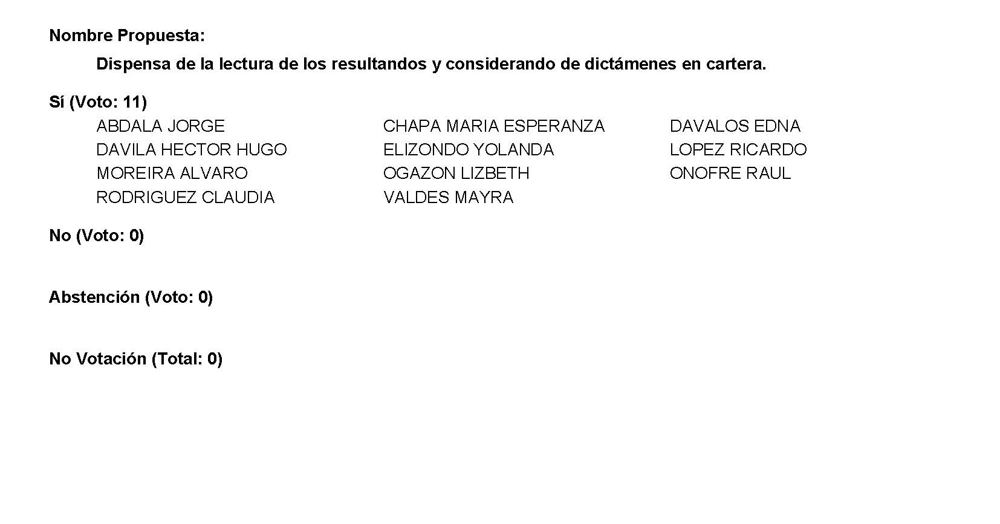 Nombre Propuesta:
Dispensa de la lectura de los resultandos y considerando de dictámenes en cartera.
Sí (Voto: 11)
ABDALA JORGE CHAPA MARIA ESPERANZA DAVALOS EDNA
DAVILA HECTOR HUGO ELIZONDO YOLANDA LOPEZ RICARDO
MOREIRA ALVARO OGAZON LIZBETH ONOFRE RAUL
RODRIGUEZ CLAUDIA VALDES MAYRA
No (Voto: 0)
Abstención (Voto: 0)
No Votación (Total: 0)